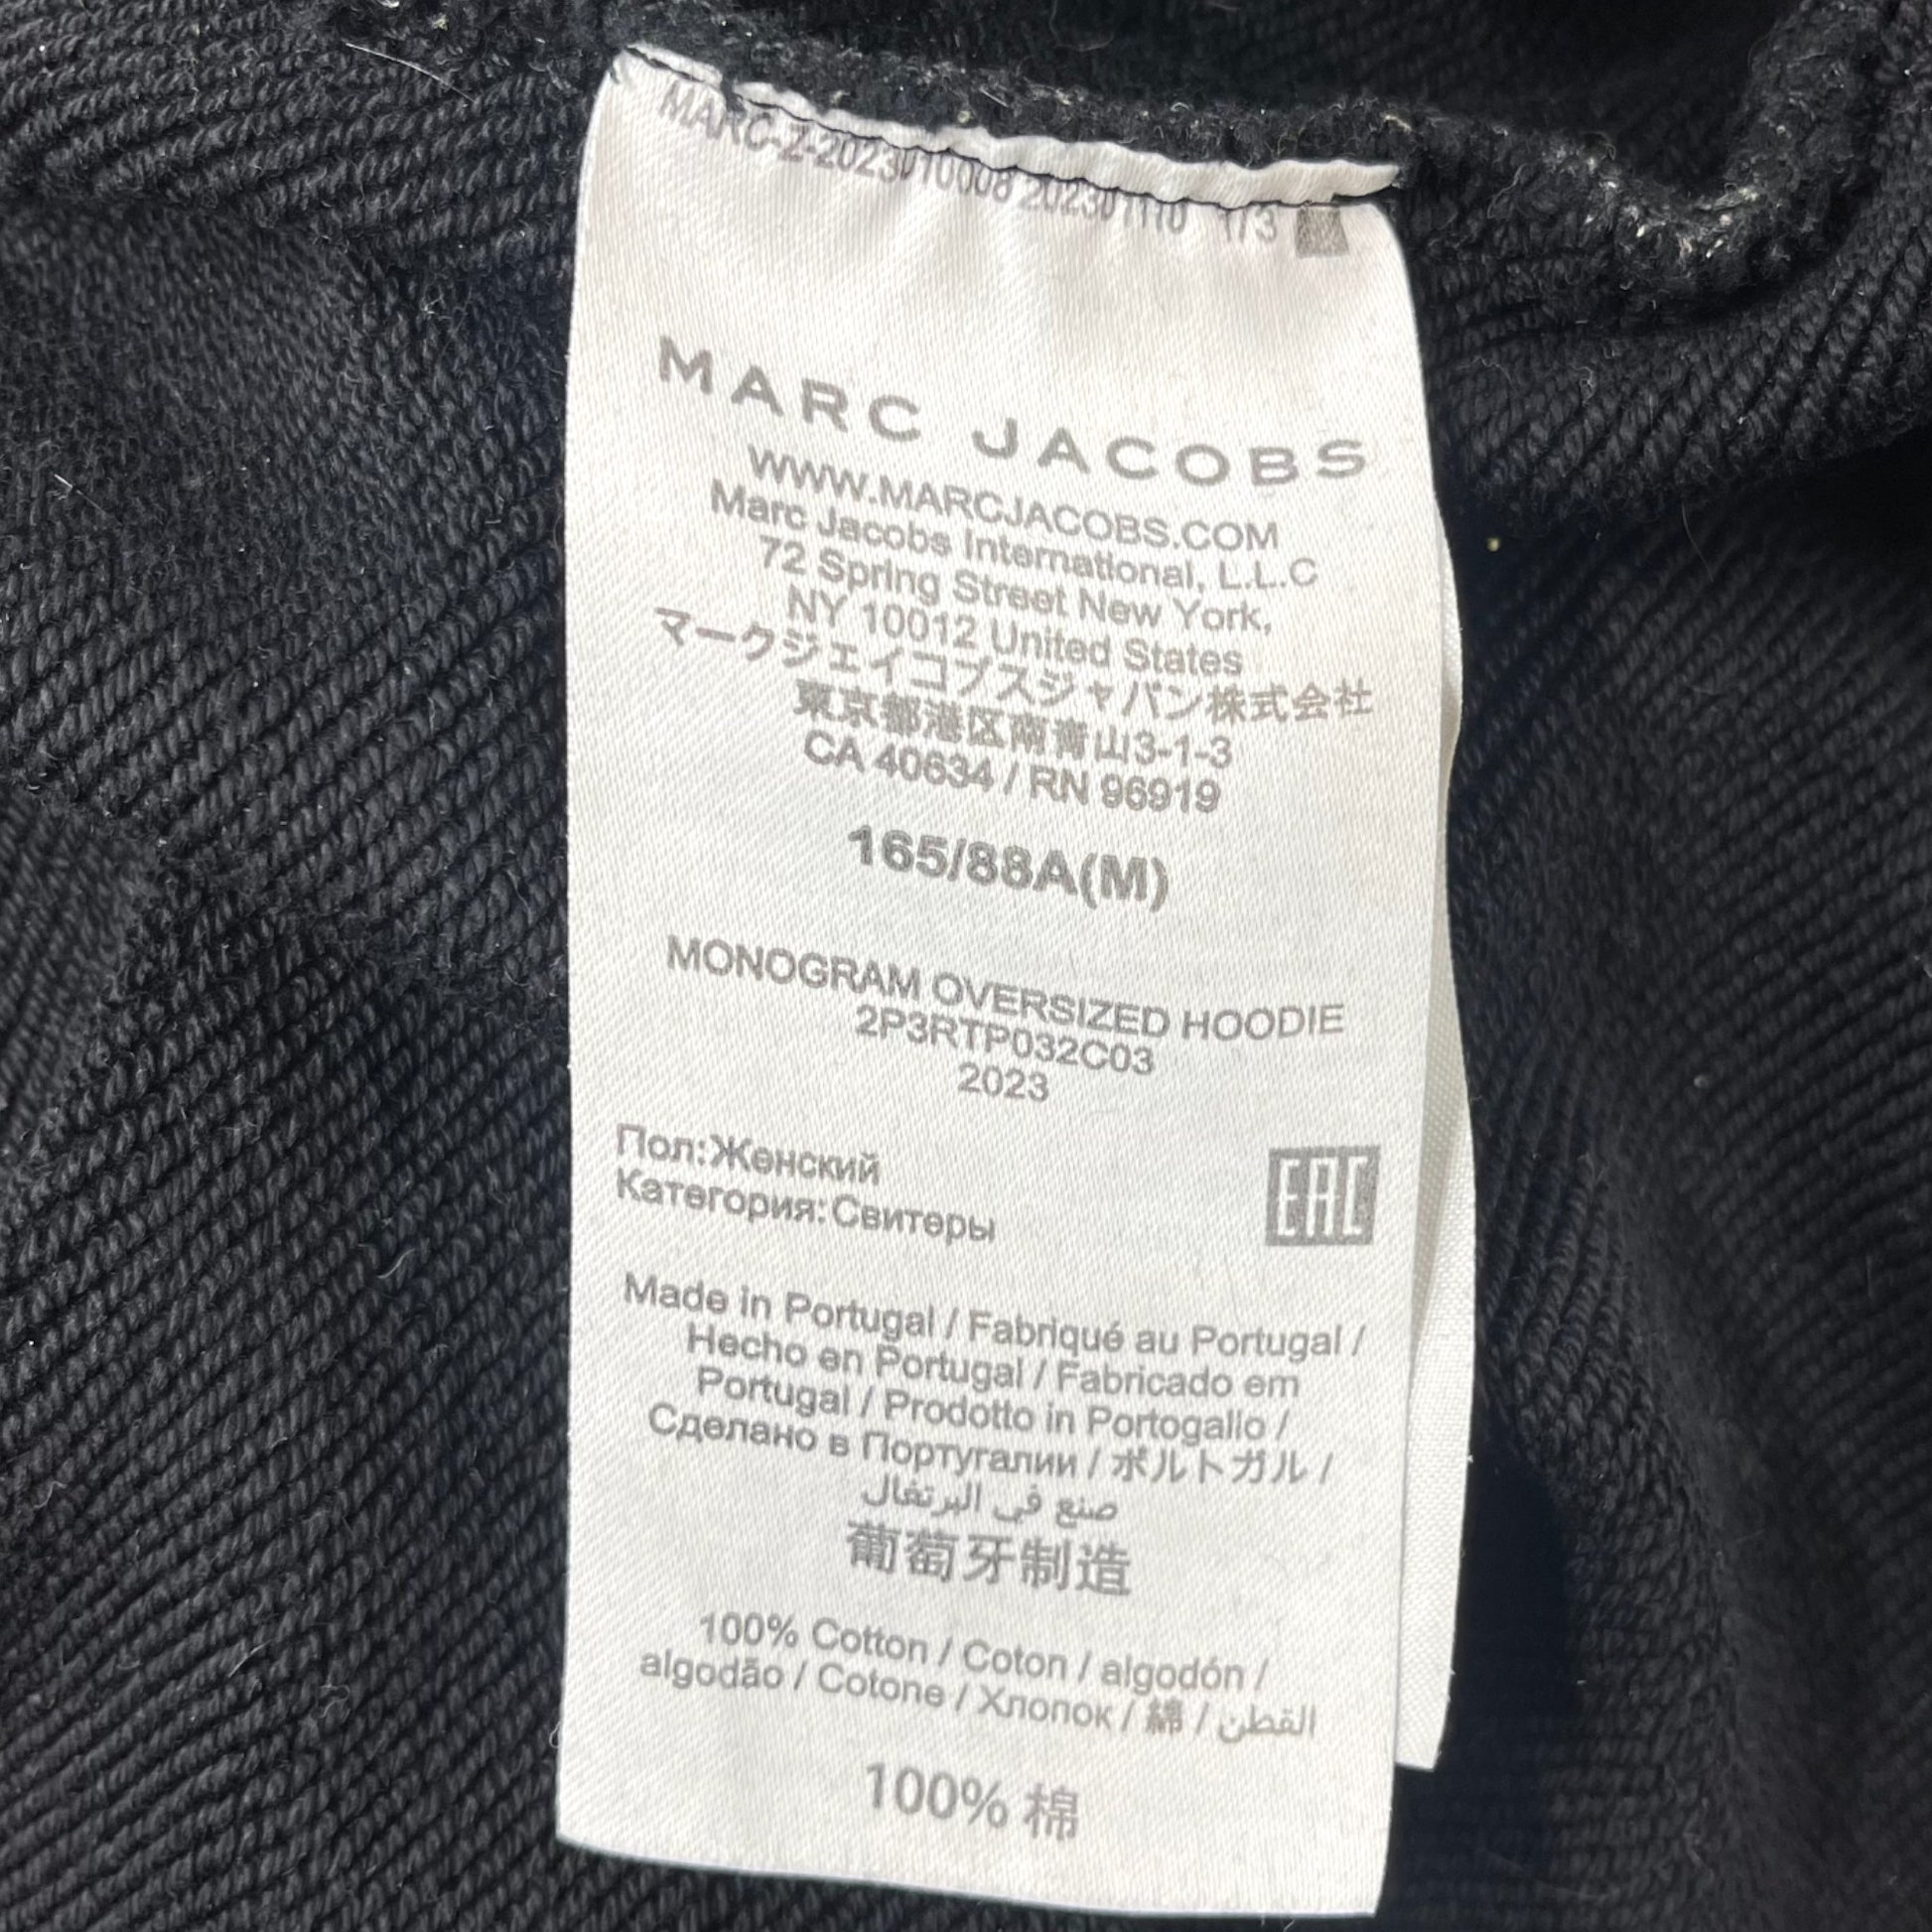 MARC-Z-2023010008 202301110 1/3
MARC JACOBS
WWW.MARCJACOBS.COM
Marc Jacobs International, L.L.C
72 Spring Street New York,
NY 10012 United States
マークジェイコブスジャパン株式会社
東京都港区南青山3-1-3
CA 40634 / RN 96919
165/88A(M)
MONOGRAM OVERSIZED HOODIE
2P3RTP032C03
2023
Пол:Женский
Категория:Свитеры
EAC
Made in Portugal / Fabriqué au Portugal /
Hecho en Portugal / Fabricado em
Portugal / Prodotto in Portogallo /
Сделано в Португалии / ポルトガル /
صنع في البرتغال
葡萄牙制造
100% Cotton / Coton / algodón /
algodão / Cotone / Хлопок / 綿 / القطن
100% 棉